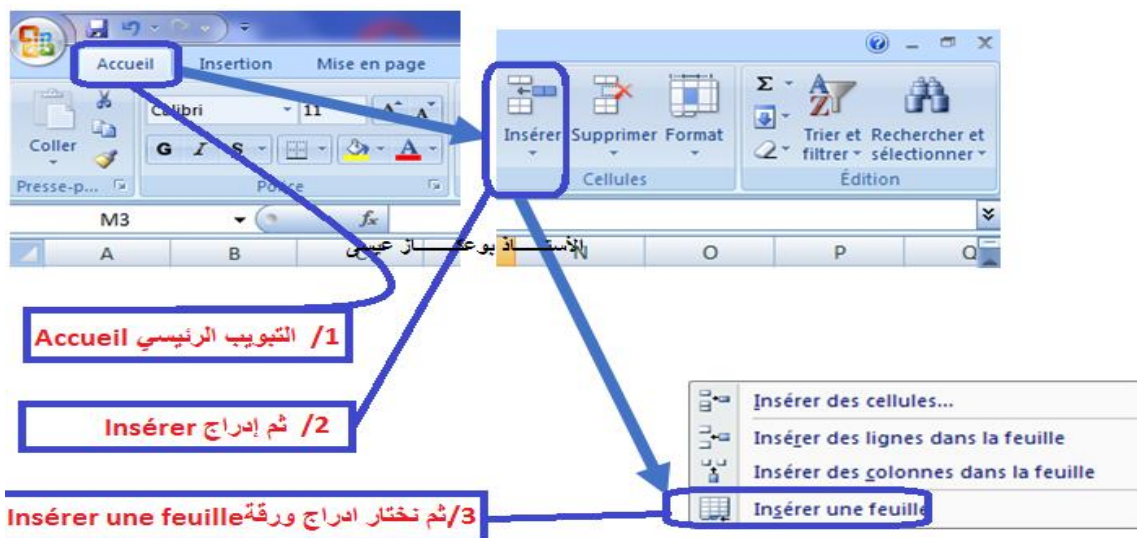 Accueil Insertion Mise en page
Calibri 11 A A
Coller
G I S A
Presse-p... Police
M3 fx
A B
Insérer Supprimer Format
Σ
A
Z
Trier et filtrer
Rechercher et sélectionner
Cellules Édition
N O P Q
الأستـــــاذ بوعكـــــاز عيسى
1/ التبويب الرئيسي Accueil
2/ ثم إدراج Insérer
3/ثم نختار ادراج ورقةInsérer une feuille
Insérer des cellules...
Insérer des lignes dans la feuille
Insérer des colonnes dans la feuille
Insérer une feuille